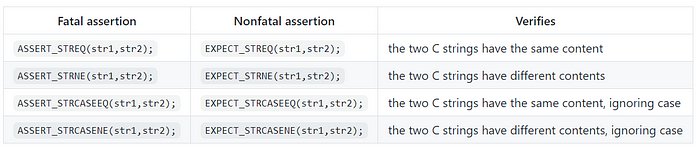 Fatal assertion Nonfatal assertion Verifies
ASSERT_STREQ(str1,str2); EXPECT_STREQ(str1,str2); the two C strings have the same content
ASSERT_STRNE(str1,str2); EXPECT_STRNE(str1,str2); the two C strings have different contents
ASSERT_STRCASEEQ(str1,str2); EXPECT_STRCASEEQ(str1,str2); the two C strings have the same content, ignoring case
ASSERT_STRCASENE(str1,str2); EXPECT_STRCASENE(str1,str2); the two C strings have different contents, ignoring case